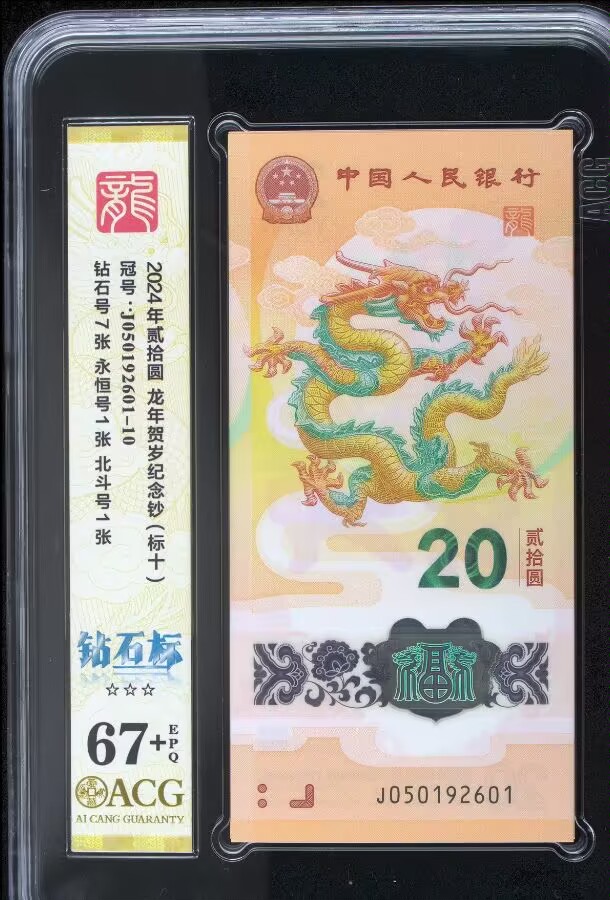 龍
2024年贰拾圆 龙年贺岁纪念钞(标十)
冠号:J050192601-10
钻石号7张 永恒号1张 北斗号1张
钻石标
☆☆☆
67+
EPQ
ACG
AI CANG GUARANTY
中国人民银行
龍
20
贰拾圆
福
J050192601
ACG